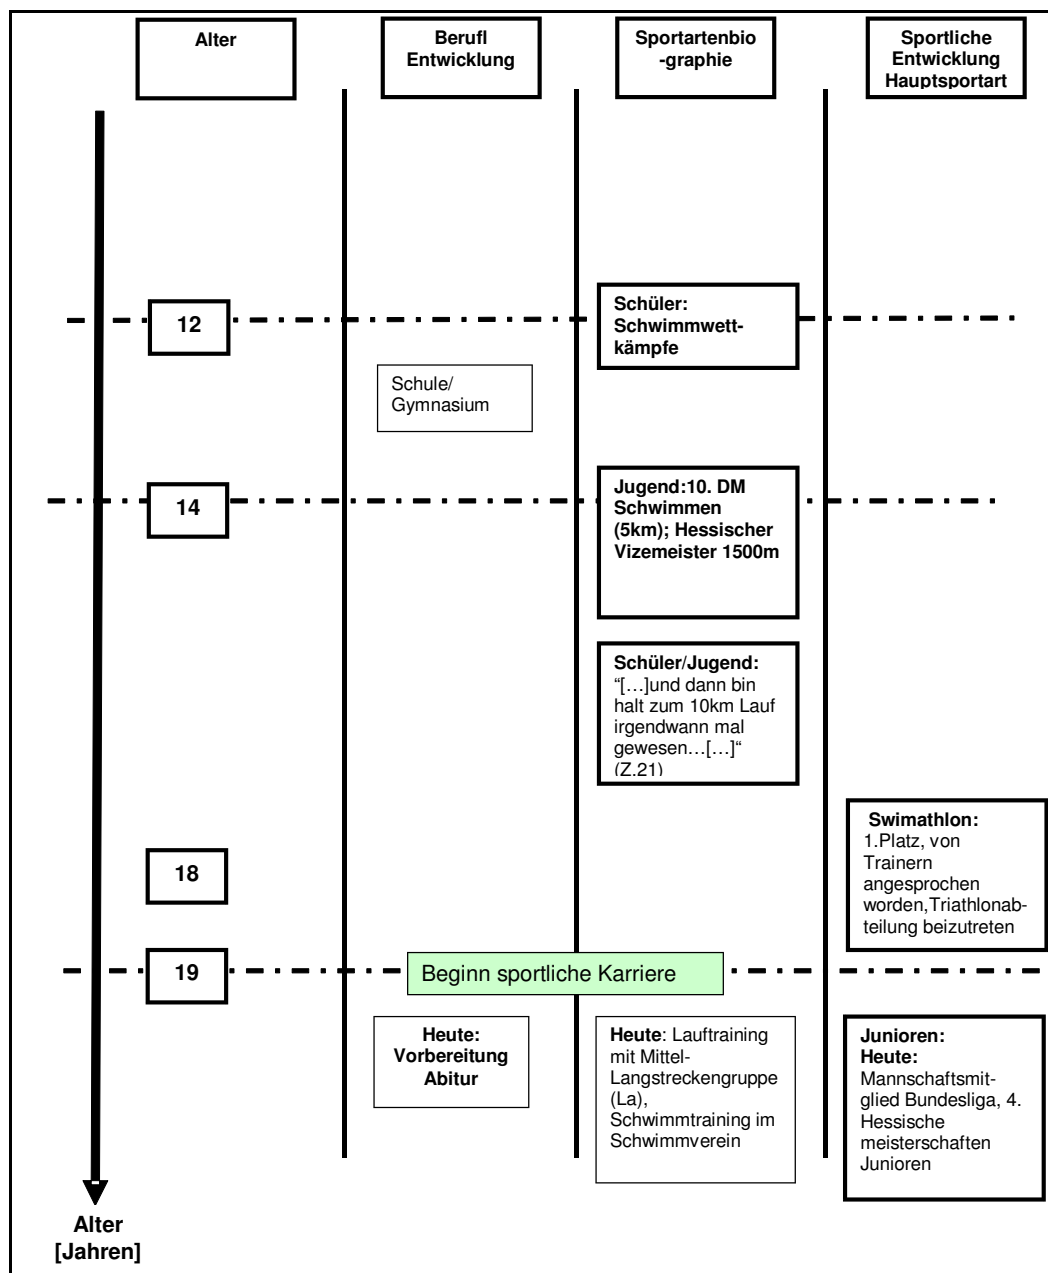 Alter
Berufl
Entwicklung
Sportartenbio
-graphie
Sportliche
Entwicklung
Hauptsportart
12
Schüler:
Schwimmwett-
kämpfe
Schule/
Gymnasium
14
Jugend:10. DM
Schwimmen
(5km); Hessischer
Vizemeister 1500m
Schüler/Jugend:
“[…]und dann bin
halt zum 10km Lauf
irgendwann mal
gewesen…[…]“
(Z.21)
18
Swimathlon:
1.Platz, von
Trainern
angesprochen
worden,Triathlonab-
teilung beizutreten
19
Beginn sportliche Karriere
Heute:
Vorbereitung
Abitur
Heute: Lauftraining
mit Mittel-
Langstreckengruppe
(La),
Schwimmtraining im
Schwimmverein
Junioren:
Heute:
Mannschaftsmit-
glied Bundesliga, 4.
Hessische
meisterschaften
Junioren
Alter
[Jahren]